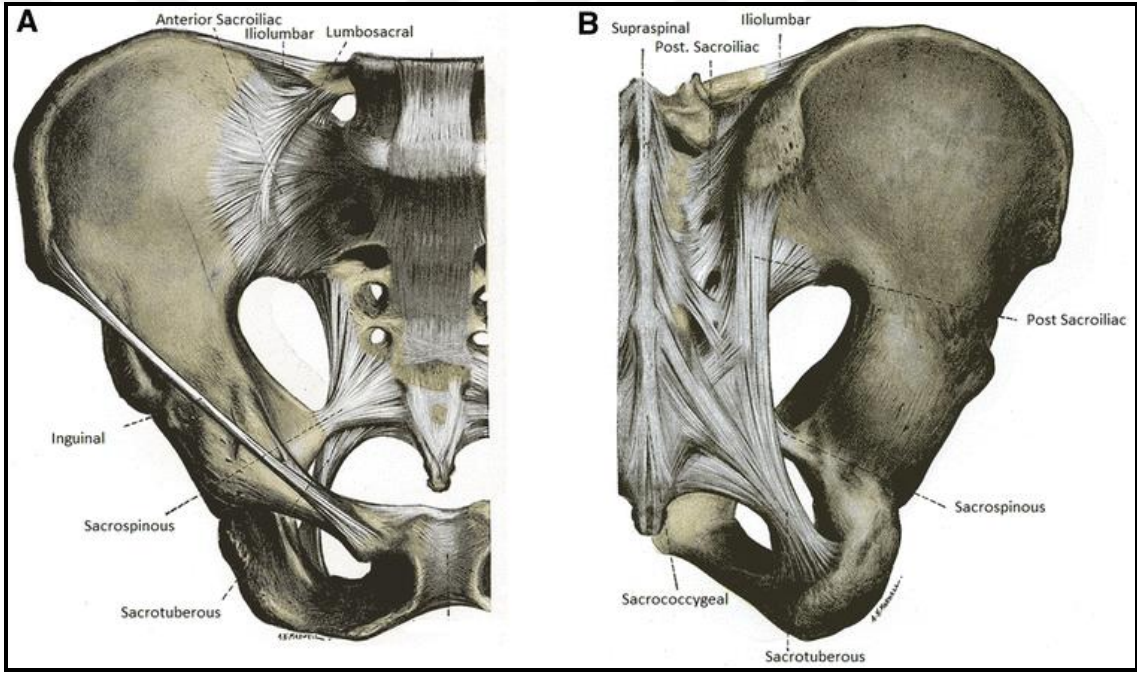 A
Anterior Sacroiliac
Iliolumbar
Lumbosacral
Inguinal
Sacrospinous
Sacrotuberous
B
Supraspinal
Iliolumbar
Post. Sacroiliac
Post Sacroiliac
Sacrospinous
Sacrococcygeal
Sacrotuberous